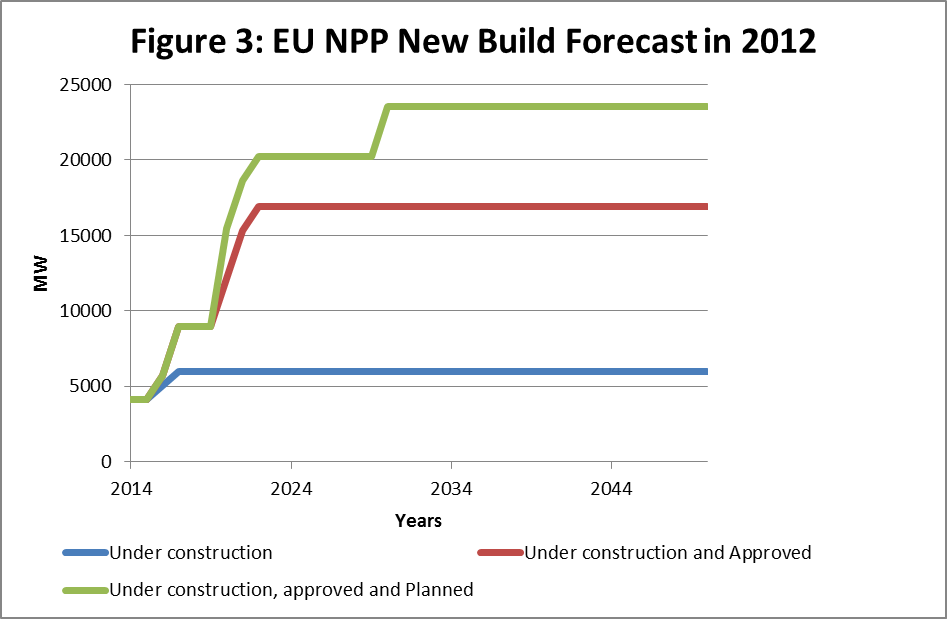 Figure 3: EU NPP New Build Forecast in 2012
25000
20000
15000
10000
5000
0
MW
2014 2024 2034 2044
Years
Under construction
Under construction and Approved
Under construction, approved and Planned